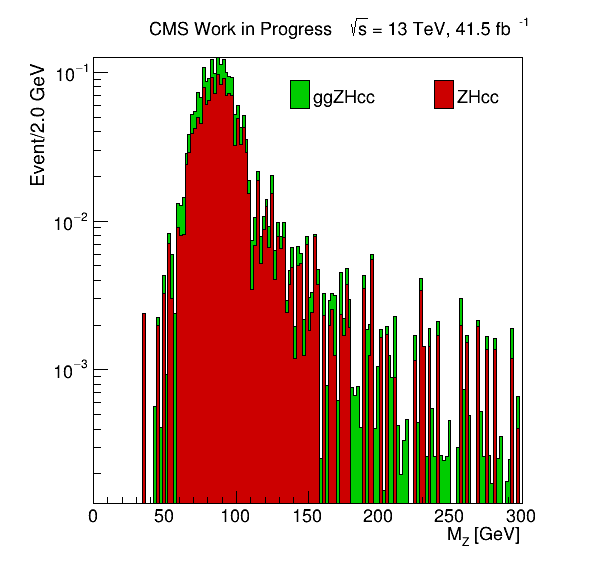 CMS Work in Progress √s = 13 TeV, 41.5 fb⁻¹
Event/2.0 GeV
ggZHcc ZHcc
10⁻¹
10⁻²
10⁻³
0 50 100 150 200 250 300
M_Z [GeV]